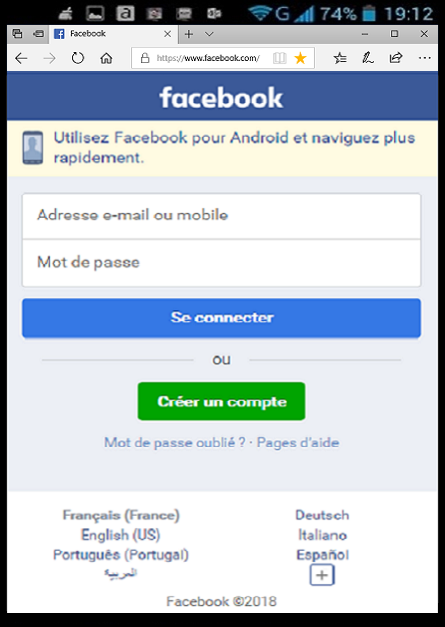 G 74% 19:12
Facebook
https://www.facebook.com/
facebook
Utilisez Facebook pour Android et naviguez plus
rapidement.
Adresse e-mail ou mobile
Mot de passe
Se connecter
ou
Créer un compte
Mot de passe oublié ? · Pages d'aide
Français (France) Deutsch
English (US) Italiano
Português (Portugal) Español
العربية
Facebook ©2018